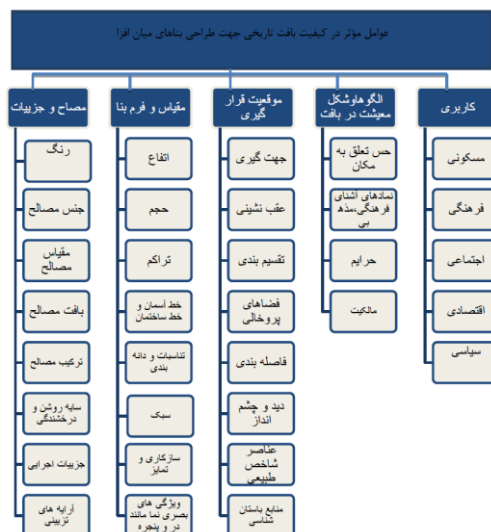 عوامل مؤثر در کیفیت بافت تاریخی جهت طراحی بناهای میان افزا
کاربری
مسکونی
فرهنگی
اجتماعی
اقتصادی
سیاسی
الگوهاوشکل
معیشت در بافت
حس تعلق به
مکان
نمادهای آشنای
فرهنگی،مذه
بی
حرایم
مالکیت
موقعیت قرار
گیری
جهت گیری
عقب نشینی
تقسیم بندی
فضاهای
پروخالی
فاصله بندی
دید و چشم
انداز
عناصر
شاخص
طبیعی
منابع باستان
شناسی
مقیاس و فرم بنا
اتفاع
حجم
تراکم
خط آسمان و
خط ساختمان
تناسبات و دانه
بندی
سبک
سازکاری و
تمایز
ویژگی های
بصری نما مانند
در و پنجره
مصاح و جزییات
رنگ
جنس مصالح
مقیاس
مصالح
بافت مصالح
ترکیب مصالح
سایه روشن و
درخشندگی
جزییات اجرایی
آرایه های
تزیینی